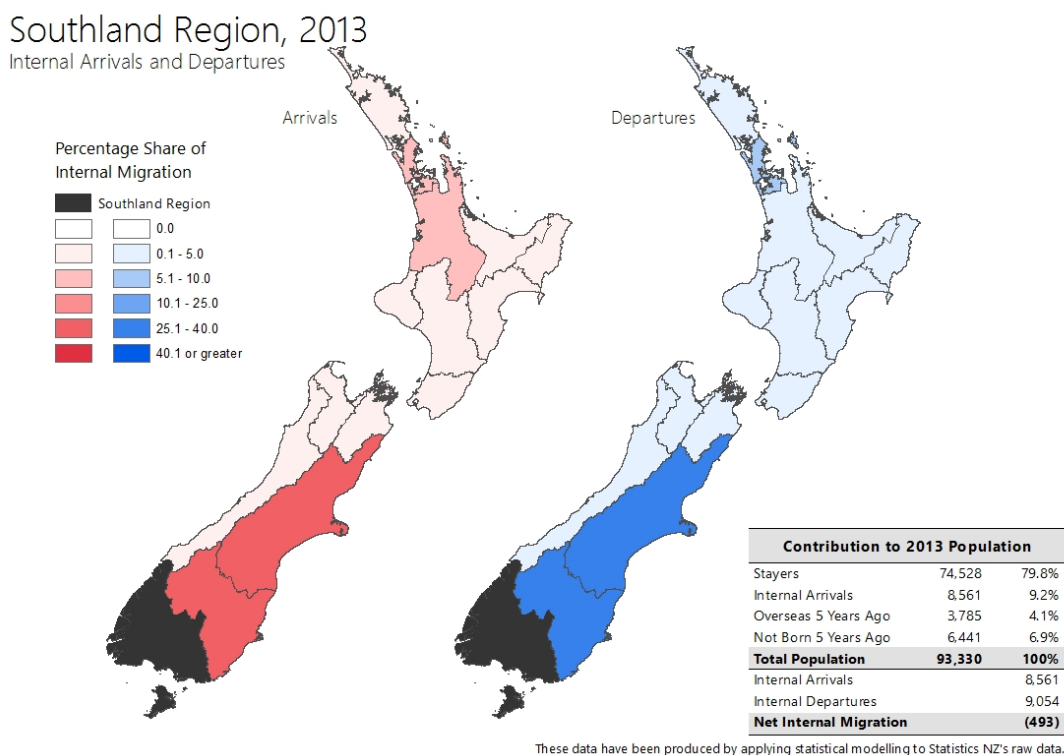 Southland Region, 2013
Internal Arrivals and Departures
Arrivals
Departures
Percentage Share of
Internal Migration
Southland Region
0.0
0.1 - 5.0
5.1 - 10.0
10.1 - 25.0
25.1 - 40.0
40.1 or greater
Contribution to 2013 Population
Stayers 74,528 79.8%
Internal Arrivals 8,561 9.2%
Overseas 5 Years Ago 3,785 4.1%
Not Born 5 Years Ago 6,441 6.9%
Total Population 93,330 100%
Internal Arrivals 8,561
Internal Departures 9,054
Net Internal Migration (493)
These data have been produced by applying statistical modelling to Statistics NZ's raw data.